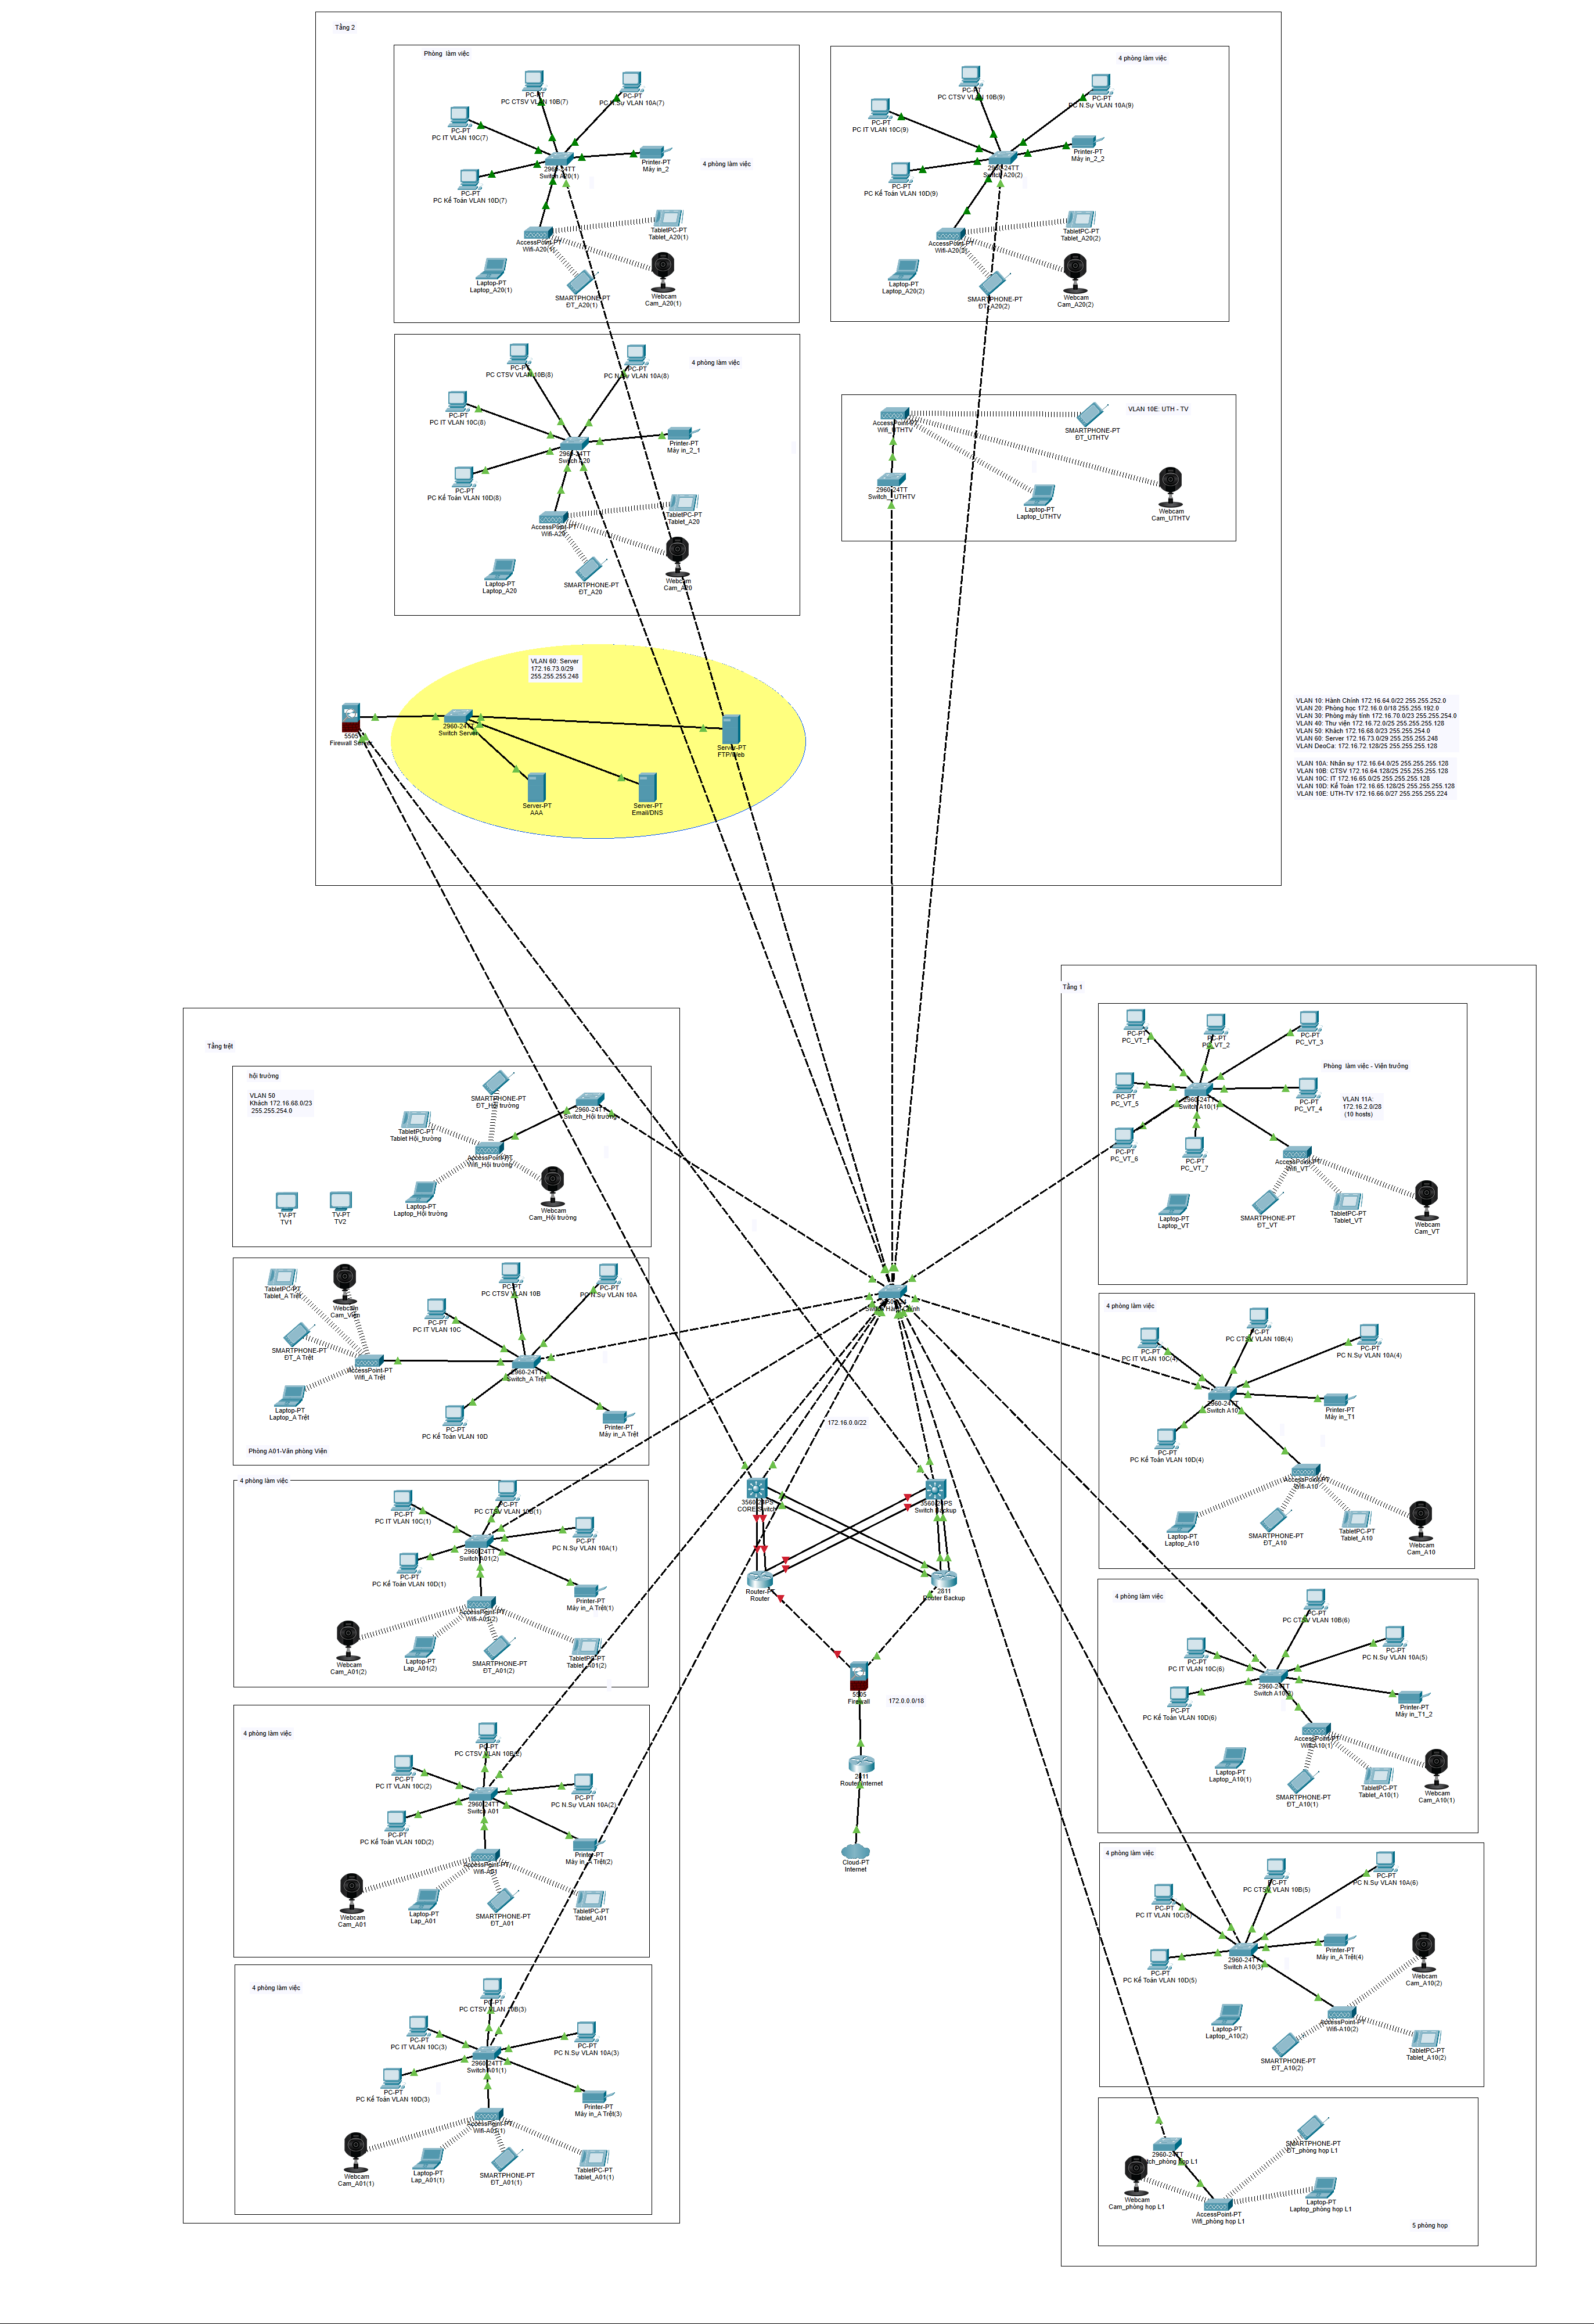 Tầng 2
Phòng làm việc
PC-PT
PC CTSV VLAN 10B(7)
PC-PT
PC N.Sự VLAN 10A(7)
PC-PT
PC IT VLAN 10C(7)
PC-PT
PC Kế Toán VLAN 10D(7)
2960-24TT
Switch A20(1)
Printer-PT
Máy in_2
4 phòng làm việc
AccessPoint-PT
Wifi-A20(1)
TabletPC-PT
Tablet_A20(1)
Laptop-PT
Laptop_A20(1)
SMARTPHONE-PT
ĐT_A20(1)
Webcam
Cam_A20(1)
4 phòng làm việc
PC-PT
PC CTSV VLAN 10B(9)
PC-PT
PC N.Sự VLAN 10A(9)
PC-PT
PC IT VLAN 10C(9)
PC-PT
PC Kế Toán VLAN 10D(9)
2960-24TT
Switch A20(2)
Printer-PT
Máy in_2_2
AccessPoint-PT
Wifi-A20(2)
TabletPC-PT
Tablet_A20(2)
Laptop-PT
Laptop_A20(2)
SMARTPHONE-PT
ĐT_A20(2)
Webcam
Cam_A20(2)
PC-PT
PC CTSV VLAN 10B(8)
PC-PT
PC N.Sự VLAN 10A(8)
4 phòng làm việc
PC-PT
PC IT VLAN 10C(8)
PC-PT
PC Kế Toán VLAN 10D(8)
2960-24TT
Switch A20
Printer-PT
Máy in_2_1
AccessPoint-PT
Wifi-A20
TabletPC-PT
Tablet_A20
Laptop-PT
Laptop_A20
SMARTPHONE-PT
ĐT_A20
Webcam
Cam_A20
AccessPoint-PT
Wifi_UTHTV
SMARTPHONE-PT
ĐT_UTHTV
VLAN 10E: UTH - TV
2960-24TT
Switch_UTHTV
Laptop-PT
Laptop_UTHTV
Webcam
Cam_UTHTV
VLAN 60: Server
172.16.73.0/29
255.255.255.248
5505
Firewall Server
2960-24TT
Switch Server
Server-PT
FTP/Web
Server-PT
AAA
Server-PT
Email/DNS
VLAN 10: Hành Chính 172.16.64.0/22 255.255.252.0
VLAN 20: Phòng học 172.16.0.0/18 255.255.192.0
VLAN 30: Phòng máy tính 172.16.70.0/23 255.255.254.0
VLAN 40: Thư viện 172.16.72.0/25 255.255.255.128
VLAN 50: Khách 172.16.68.0/23 255.255.254.0
VLAN 60: Server 172.16.73.0/29 255.255.255.248
VLAN DeoCa: 172.16.72.128/25 255.255.255.128
VLAN 10A: Nhân sự 172.16.64.0/25 255.255.255.128
VLAN 10B: CTSV 172.16.64.128/25 255.255.255.128
VLAN 10C: IT 172.16.65.0/25 255.255.255.128
VLAN 10D: Kế Toán 172.16.65.128/25 255.255.255.128
VLAN 10E: UTH-TV 172.16.66.0/27 255.255.255.224
Tầng trệt
hội trường
VLAN 50
Khách 172.16.68.0/23
255.255.254.0
SMARTPHONE-PT
ĐT_Hội trường
2960-24TT
Switch_Hội trường
TabletPC-PT
Tablet Hội_trường
AccessPoint-PT
Wifi_Hội trường
Laptop-PT
Laptop_Hội trường
Webcam
Cam_Hội trường
TV-PT
TV1
TV-PT
TV2
TabletPC-PT
Tablet_A Trệt
Webcam
Cam_Viện
PC-PT
PC CTSV VLAN 10B
PC-PT
PC N.Sự VLAN 10A
PC-PT
PC IT VLAN 10C
SMARTPHONE-PT
ĐT_A Trệt
AccessPoint-PT
Wifi_A Trệt
2960-24TT
Switch_A Trệt
Laptop-PT
Laptop_A Trệt
PC-PT
PC Kế Toán VLAN 10D
Printer-PT
Máy in_A Trệt
Phòng A01-Văn phòng Viện
4 phòng làm việc
PC-PT
PC IT VLAN 10C(1)
PC-PT
PC CTSV VLAN 10B(1)
PC-PT
PC N.Sự VLAN 10A(1)
2960-24TT
Switch A01(2)
PC-PT
PC Kế Toán VLAN 10D(1)
Printer-PT
Máy in_A Trệt(1)
AccessPoint-PT
Wifi-A01(2)
Webcam
Cam_A01(2)
Laptop-PT
Lap_A01(2)
SMARTPHONE-PT
ĐT_A01(2)
TabletPC-PT
Tablet_A01(2)
4 phòng làm việc
PC-PT
PC CTSV VLAN 10B(2)
PC-PT
PC IT VLAN 10C(2)
PC-PT
PC N.Sự VLAN 10A(2)
2960-24TT
Switch A01
PC-PT
PC Kế Toán VLAN 10D(2)
Printer-PT
Máy in_A Trệt(2)
AccessPoint-PT
Wifi-A01
Webcam
Cam_A01
Laptop-PT
Lap_A01
SMARTPHONE-PT
ĐT_A01
TabletPC-PT
Tablet_A01
4 phòng làm việc
PC-PT
PC CTSV VLAN 10B(3)
PC-PT
PC IT VLAN 10C(3)
PC-PT
PC N.Sự VLAN 10A(3)
2960-24TT
Switch A01(1)
PC-PT
PC Kế Toán VLAN 10D(3)
Printer-PT
Máy in_A Trệt(3)
AccessPoint-PT
Wifi-A01(1)
Webcam
Cam_A01(1)
Laptop-PT
Lap_A01(1)
SMARTPHONE-PT
ĐT_A01(1)
TabletPC-PT
Tablet_A01(1)
Switch Hành Chính
172.16.0.0/22
3560-24PS
CORE Switch
3560-24PS
Switch Backup
Router-PT
Router
2811
Router Backup
5505
Firewall
172.0.0.0/18
2811
Router Internet
Cloud-PT
Internet
Tầng 1
PC-PT
PC_VT_1
PC-PT
PC_VT_2
PC-PT
PC_VT_3
Phòng làm việc - Viện trưởng
PC-PT
PC_VT_5
2960-24TT
Switch A10(1)
PC-PT
PC_VT_4
VLAN 11A:
172.16.2.0/28
(10 hosts)
PC-PT
PC_VT_6
PC-PT
PC_VT_7
AccessPoint-PT
Wifi_VT
Laptop-PT
Laptop_VT
SMARTPHONE-PT
ĐT_VT
TabletPC-PT
Tablet_VT
Webcam
Cam_VT
4 phòng làm việc
PC-PT
PC CTSV VLAN 10B(4)
PC-PT
PC IT VLAN 10C(4)
PC-PT
PC N.Sự VLAN 10A(4)
2960-24TT
Switch A10
Printer-PT
Máy in_T1
PC-PT
PC Kế Toán VLAN 10D(4)
AccessPoint-PT
Wifi-A10
Laptop-PT
Laptop_A10
SMARTPHONE-PT
ĐT_A10
TabletPC-PT
Tablet_A10
Webcam
Cam_A10
4 phòng làm việc
PC-PT
PC CTSV VLAN 10B(6)
PC-PT
PC IT VLAN 10C(6)
PC-PT
PC N.Sự VLAN 10A(5)
2960-24TT
PC-PT
PC Kế Toán VLAN 10D(6)
Printer-PT
Máy in_T1_2
AccessPoint-PT
Wifi-A10(1)
Laptop-PT
Laptop_A10(1)
SMARTPHONE-PT
ĐT_A10(1)
TabletPC-PT
Tablet_A10(1)
Webcam
Cam_A10(1)
4 phòng làm việc
PC-PT
PC CTSV VLAN 10B(5)
PC-PT
PC N.Sự VLAN 10A(6)
PC-PT
PC IT VLAN 10C(5)
2960-24TT
Switch A10(3)
Printer-PT
Máy in_A Trệt(4)
PC-PT
PC Kế Toán VLAN 10D(5)
Webcam
Cam_A10(2)
AccessPoint-PT
Wifi-A10(2)
Laptop-PT
Laptop_A10(2)
SMARTPHONE-PT
ĐT_A10(2)
TabletPC-PT
Tablet_A10(2)
SMARTPHONE-PT
ĐT_phòng họp L1
2960-24TT
Webcam
Cam_phòng họp L1
AccessPoint-PT
Wifi_phòng họp L1
Laptop-PT
Laptop_phòng họp L1
5 phòng họp